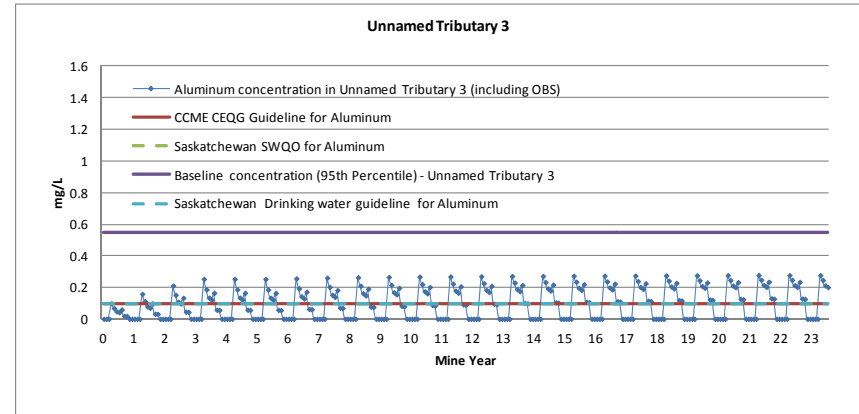 Unnamed Tributary 3
1.6
1.4
1.2
1
0.8
0.6
0.4
0.2
0
mg/L
Aluminum concentration in Unnamed Tributary 3 (including OBS)
CCME CEQG Guideline for Aluminum
Saskatchewan SWQO for Aluminum
Baseline concentration (95th Percentile) - Unnamed Tributary 3
Saskatchewan Drinking water guideline for Aluminum
0 1 2 3 4 5 6 7 8 9 10 11 12 13 14 15 16 17 18 19 20 21 22 23
Mine Year